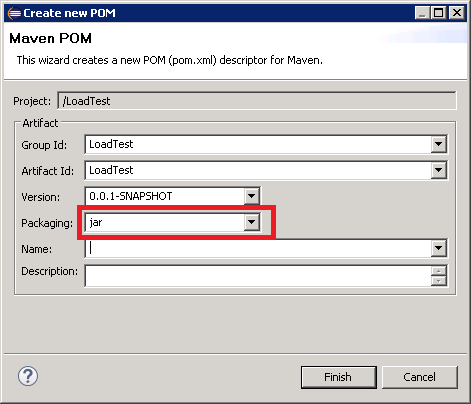 Create new POM
Maven POM
This wizard creates a new POM (pom.xml) descriptor for Maven.
Project: /LoadTest
Artifact
Group Id: LoadTest
Artifact Id: LoadTest
Version: 0.0.1-SNAPSHOT
Packaging: jar
Name:
Description:
? Finish Cancel